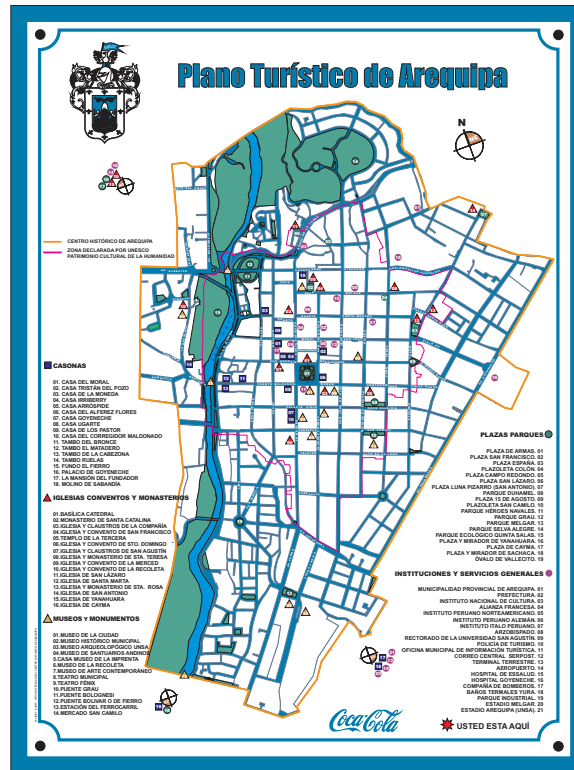 Plano Turístico de Arequipa
N
CENTRO HISTÓRICO DE AREQUIPA
ZONA DECLARADA POR UNESCO
PATRIMONIO CULTURAL DE LA HUMANIDAD
CASONAS
01. CASA DEL MORAL
02. CASA TRISTÁN DEL POZO
03. CASA DE LA MONEDA
04. CASA IRRIBERRY
05. CASA ARRÓSPIDE
06. CASA DEL ALFEREZ FLORES
07. CASA GOYENECHE
08. CASA UGARTE
09. CASA DE LOS PASTOR
10. CASA DEL CORREGIDOR MALDONADO
11. TAMBO DEL BRONCE
12. TAMBO EL MATADERO
13. TAMBO DE LA CABEZONA
14. TAMBO RUELAS
15. FUNDO EL FIERRO
16. PALACIO DE GOYENECHE
17. LA MANSIÓN DEL FUNDADOR
18. MOLINO DE SABANDÍA
IGLESIAS CONVENTOS Y MONASTERIOS
01. BASÍLICA CATEDRAL
02. MONASTERIO DE SANTA CATALINA
03. IGLESIA Y CLAUSTROS DE LA COMPAÑÍA
04. IGLESIA Y CONVENTO DE SAN FRANCISCO
05. TEMPLO DE LA TERCERA
06. IGLESIA Y CONVENTO DE STO. DOMINGO
07. IGLESIA Y CLAUSTROS DE SAN AGUSTÍN
08. IGLESIA Y MONASTERIO DE STA. TERESA
09. IGLESIA Y CONVENTO DE LA MERCED
10. IGLESIA Y CONVENTO DE LA RECOLETA
11. IGLESIA DE SAN LÁZARO
12. IGLESIA DE SANTA MARTA
13. IGLESIA Y MONASTERIO DE STA. ROSA
14. IGLESIA DE SAN ANTONIO
15. IGLESIA DE YANAHUARA
16. IGLESIA DE CAYMA
MUSEOS Y MONUMENTOS
01. MUSEO DE LA CIUDAD
02. MUSEO HISTÓRICO MUNICIPAL
03. MUSEO ARQUEOLÓGICO UNSA
04. MUSEO DE SANTUARIOS ANDINOS
5. CASA MUSEO DE LA IMPRENTA
6. MUSEO DE LA RECOLETA
7. MUSEO DE ARTE CONTEMPORÁNEO
8. TEATRO MUNICIPAL
9. TEATRO FÉNIX
10. PUENTE GRAU
11. PUENTE BOLOGNESI
12. PUENTE BOLIVAR O DE FIERRO
13. ESTACIÓN DEL FERROCARRIL
14. MERCADO SAN CAMILO
PLAZAS PARQUES
PLAZA DE ARMAS. 01
PLAZA SAN FRANCISCO. 02
PLAZA ESPAÑA. 03
PLAZOLETA COLÓN. 04
PLAZA CAMPO REDONDO. 05
PLAZA SAN LÁZARO. 06
PLAZA LUNA PIZARRO (SAN ANTONIO). 07
PARQUE DUHAMEL. 08
PLAZA 15 DE AGOSTO. 09
PLAZOLETA SAN CAMILO. 10
PARQUE HÉROES NAVALES. 11
PARQUE GRAU. 12
PARQUE MELGAR. 13
PARQUE SELVA ALEGRE. 14
PARQUE ECOLÓGICO QUINTA SALAS. 15
PLAZA Y MIRADOR DE YANAHUARA. 16
PLAZA DE CAYMA. 17
PLAZA Y MIRADOR DE SACHACA. 18
ÓVALO DE VALLECITO. 19
INSTITUCIONES Y SERVICIOS GENERALES
MUNICIPALIDAD PROVINCIAL DE AREQUIPA. 01
PREFECTURA. 02
INSTITUTO NACIONAL DE CULTURA. 03
ALIANZA FRANCESA. 04
INSTITUTO PERUANO NORTEAMERICANO. 05
INSTITUTO PERUANO ALEMÁN. 06
INSTITUTO ITALO PERUANO. 07
ARZOBISPADO. 08
RECTORADO DE LA UNIVERSIDAD SAN AGUSTÍN. 09
POLICÍA DE TURISMO. 10
OFICINA MUNICIPAL DE INFORMACIÓN TURÍSTICA. 11
CORREO CENTRAL SERPOST. 12
TERMINAL TERRESTRE. 13
AEROPUERTO. 14
HOSPITAL DE ESSALUD. 15
HOSPITAL GOYENECHE. 16
COMPAÑÍA DE BOMBEROS. 17
BAÑOS TERMALES YURA. 18
PARQUE INDUSTRIAL. 19
ESTADIO MELGAR. 20
ESTADIO AREQUIPA (UNSA). 21
Coca-Cola
USTED ESTA AQUÍ